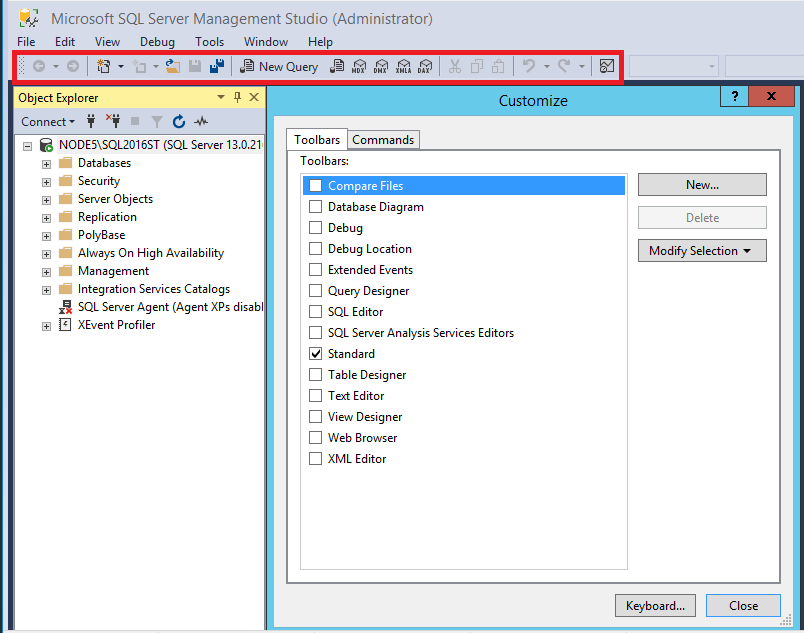 Microsoft SQL Server Management Studio (Administrator)
File Edit View Debug Tools Window Help
New Query MDX DMX XMLA DAX
Object Explorer
Connect
NODE5\SQL2016ST (SQL Server 13.0.21
Databases
Security
Server Objects
Replication
PolyBase
Always On High Availability
Management
Integration Services Catalogs
SQL Server Agent (Agent XPs disabl
XEvent Profiler
Customize
? X
Toolbars Commands
Toolbars:
Compare Files
Database Diagram
Debug
Debug Location
Extended Events
Query Designer
SQL Editor
SQL Server Analysis Services Editors
Standard
Table Designer
Text Editor
View Designer
Web Browser
XML Editor
New...
Delete
Modify Selection
Keyboard...
Close